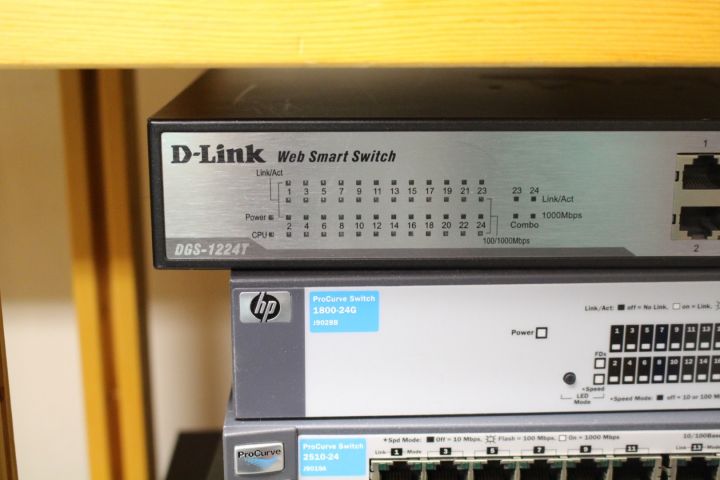 D-Link Web Smart Switch
Link/Act
1 3 5 7 9 11 13 15 17 19 21 23
23 24
Link/Act
Power
1000Mbps
2 4 6 8 10 12 14 16 18 20 22 24
Combo
CPU
100/1000Mbps
DGS-1224T
1
2
hp
ProCurve Switch
1800-24G
J9028B
Link/Act: off = No Link, on = Link,
Power
1 3 5 7 9 11 13
FDx
2 4 6 8 10 12 14
Speed
LED
Mode
Speed Mode: off = 10 or 100
ProCurve
ProCurve Switch
2510-24
J9019A
*Spd Mode: Off = 10 Mbps, Flash = 100 Mbps, On = 1000 Mbps
10/100Base
Link 1 Mode 3 5 7 9 11 Link 13 Mode